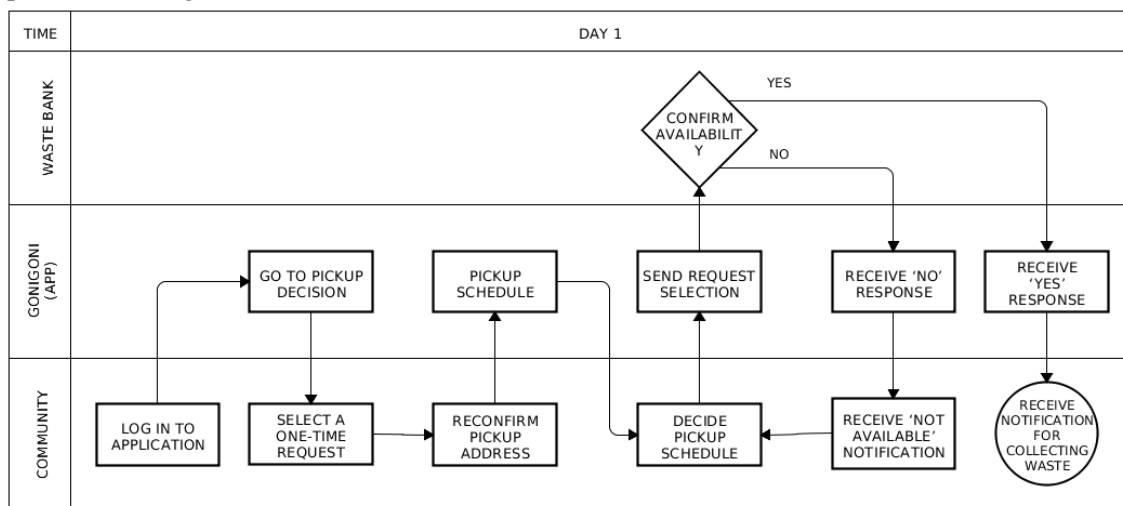 TIME
DAY 1
WASTE BANK
CONFIRM
AVAILABILIT
Y
YES
NO
GONIGONI
(APP)
GO TO PICKUP
DECISION
PICKUP
SCHEDULE
SEND REQUEST
SELECTION
RECEIVE ‘NO’
RESPONSE
RECEIVE
‘YES’
RESPONSE
COMMUNITY
LOG IN TO
APPLICATION
SELECT A
ONE-TIME
REQUEST
RECONFIRM
PICKUP
ADDRESS
DECIDE
PICKUP
SCHEDULE
RECEIVE ‘NOT
AVAILABLE’
NOTIFICATION
RECEIVE
NOTIFICATION
FOR
COLLECTING
WASTE